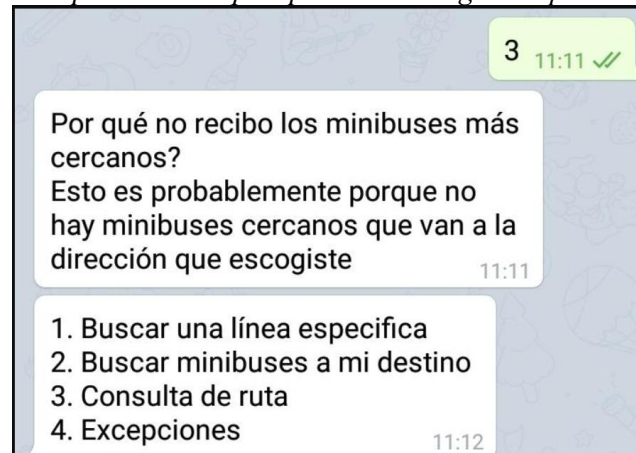 3 11:11
Por qué no recibo los minibuses más
cercanos?
Esto es probablemente porque no
hay minibuses cercanos que van a la
dirección que escogiste
11:11
1. Buscar una línea especifica
2. Buscar minibuses a mi destino
3. Consulta de ruta
4. Excepciones
11:12